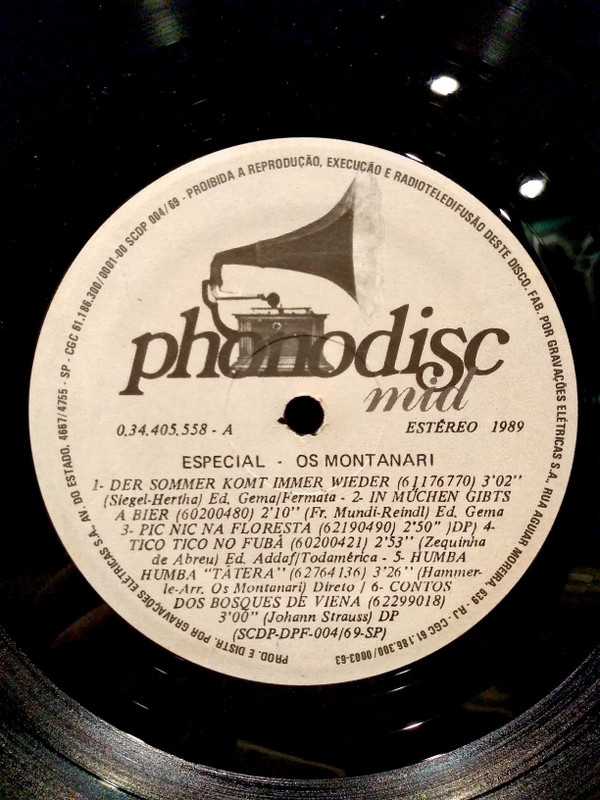 PROD. E DISTR. POR GRAVAÇÕES ELÉTRICAS S.A., AV. DO ESTADO, 4667/4755 - SP - CGC 61.186.300/0001-00 SCDP 004/69 - PROIBIDA A REPRODUÇÃO, EXECUÇÃO E RADIOTELEDIFUSÃO DESTE DISCO. FAB. POR GRAVAÇÕES ELÉTRICAS S.A., RUA AGUIAR MOREIRA, 639 - RJ - CGC 61.186.300/0003-63
phonodisc
mid
0.34.405.558 - A ESTÉREO 1989
ESPECIAL - OS MONTANARI
1- DER SOMMER KOMT IMMER WIEDER (61176770) 3'02''
(Siegel-Hertha) Ed. Gema/Fermata - 2- IN MÜCHEN GIBTS
A BIER (60200480) 2'10'' (Fr. Mundi-Reindl) Ed. Gema
3- PIC NIC NA FLORESTA (62190490) 2'50'' )DP) 4-
TICO TICO NO FUBÁ (60200421) 2'53'' (Zequinha
de Abreu) Ed. Addaf/Todamérica - 5- HUMBA
HUMBA "TÄTERA" (62764136) 3'26'' (Hammer-
le-Arr. Os Montanari) Direto / 6- CONTOS
DOS BOSQUES DE VIENA (62299018)
3'00'' (Johann Strauss) DP
(SCDP-DPF-004/69-SP)